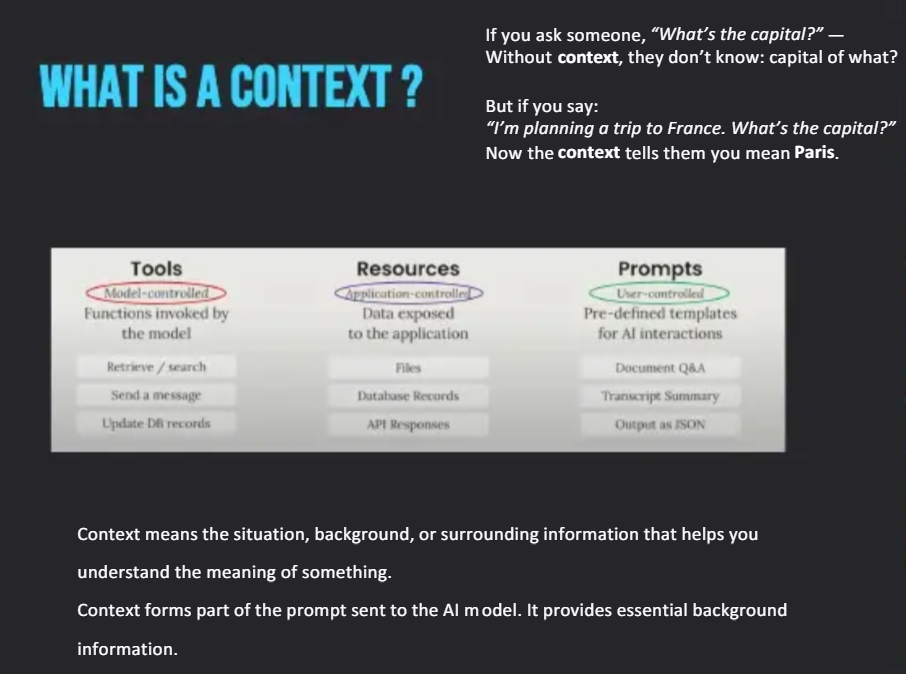 WHAT IS A CONTEXT ?
If you ask someone, “What’s the capital?” —
Without context, they don’t know: capital of what?
But if you say:
“I’m planning a trip to France. What’s the capital?”
Now the context tells them you mean Paris.
Tools
Model-controlled
Functions invoked by
the model
Retrieve / search
Send a message
Update DB records
Resources
Application-controlled
Data exposed
to the application
Files
Database Records
API Responses
Prompts
User-controlled
Pre-defined templates
for AI interactions
Document Q&A
Transcript Summary
Output as JSON
Context means the situation, background, or surrounding information that helps you
understand the meaning of something.
Context forms part of the prompt sent to the AI model. It provides essential background
information.